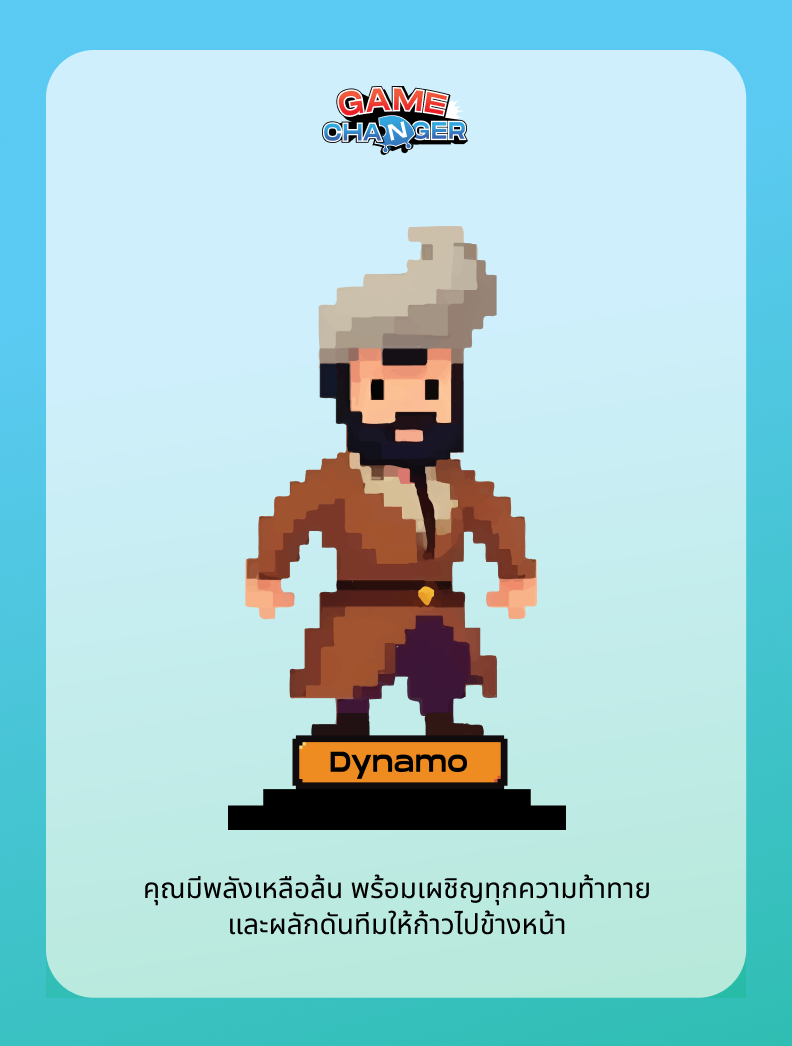 GAME
CHANGER
Dynamo
คุณมีพลังเหลือล้น พร้อมเผชิญทุกความท้าทาย
และผลักดันทีมให้ก้าวไปข้างหน้า